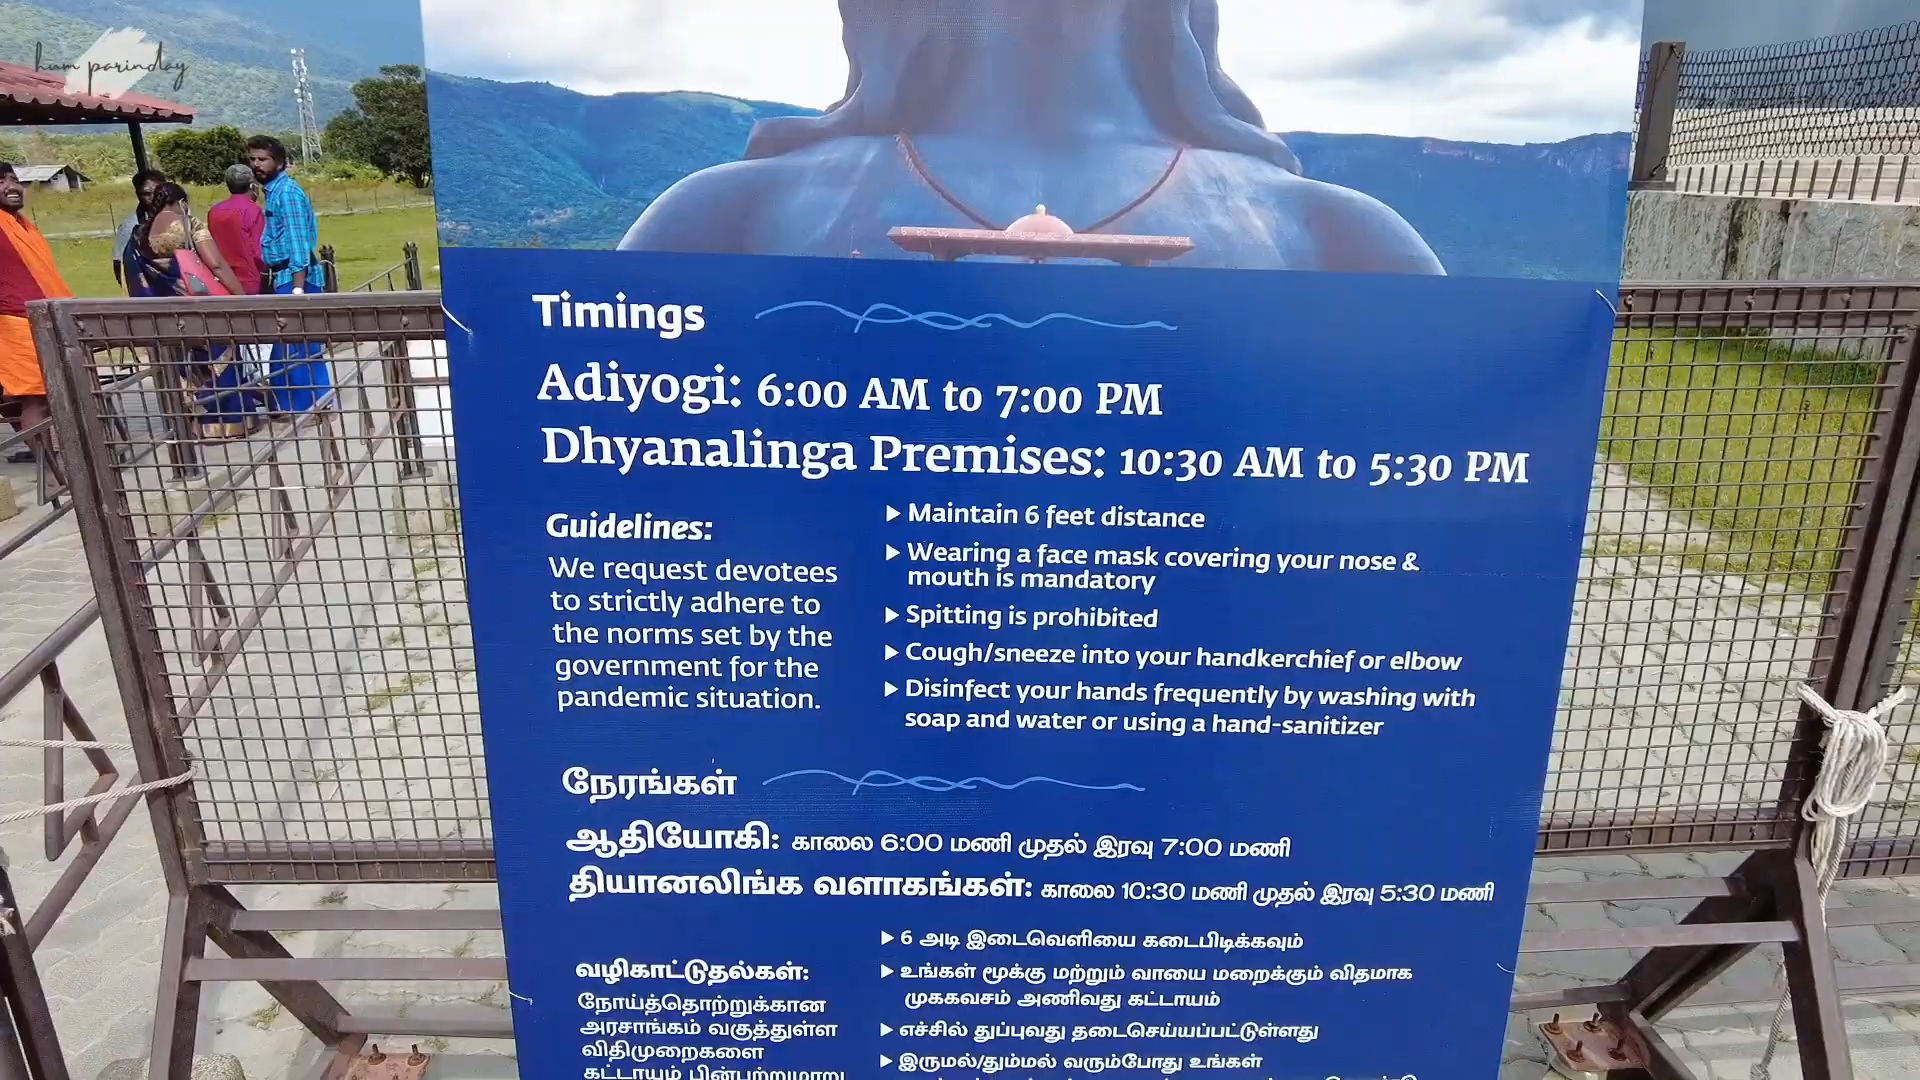 hum parinday
Timings
Adiyogi: 6:00 AM to 7:00 PM
Dhyanalinga Premises: 10:30 AM to 5:30 PM
Guidelines:
We request devotees
to strictly adhere to
the norms set by the
government for the
pandemic situation.
▶ Maintain 6 feet distance
▶ Wearing a face mask covering your nose &
mouth is mandatory
▶ Spitting is prohibited
▶ Cough/sneeze into your handkerchief or elbow
▶ Disinfect your hands frequently by washing with
soap and water or using a hand-sanitizer
நேரங்கள்
ஆதியோகி: காலை 6:00 மணி முதல் இரவு 7:00 மணி
தியானலிங்க வளாகங்கள்: காலை 10:30 மணி முதல் இரவு 5:30 மணி
வழிகாட்டுதல்கள்:
நோய்த்தொற்றுக்கான
அரசாங்கம் வகுத்துள்ள
விதிமுறைகளை
கட்டாயம் பின்பற்றுமாறு
▶ 6 அடி இடைவெளியை கடைபிடிக்கவும்
▶ உங்கள் மூக்கு மற்றும் வாயை மறைக்கும் விதமாக
முககவசம் அணிவது கட்டாயம்
▶ எச்சில் துப்புவது தடைசெய்யப்பட்டுள்ளது
▶ இருமல்/தும்மல் வரும்போது உங்கள்